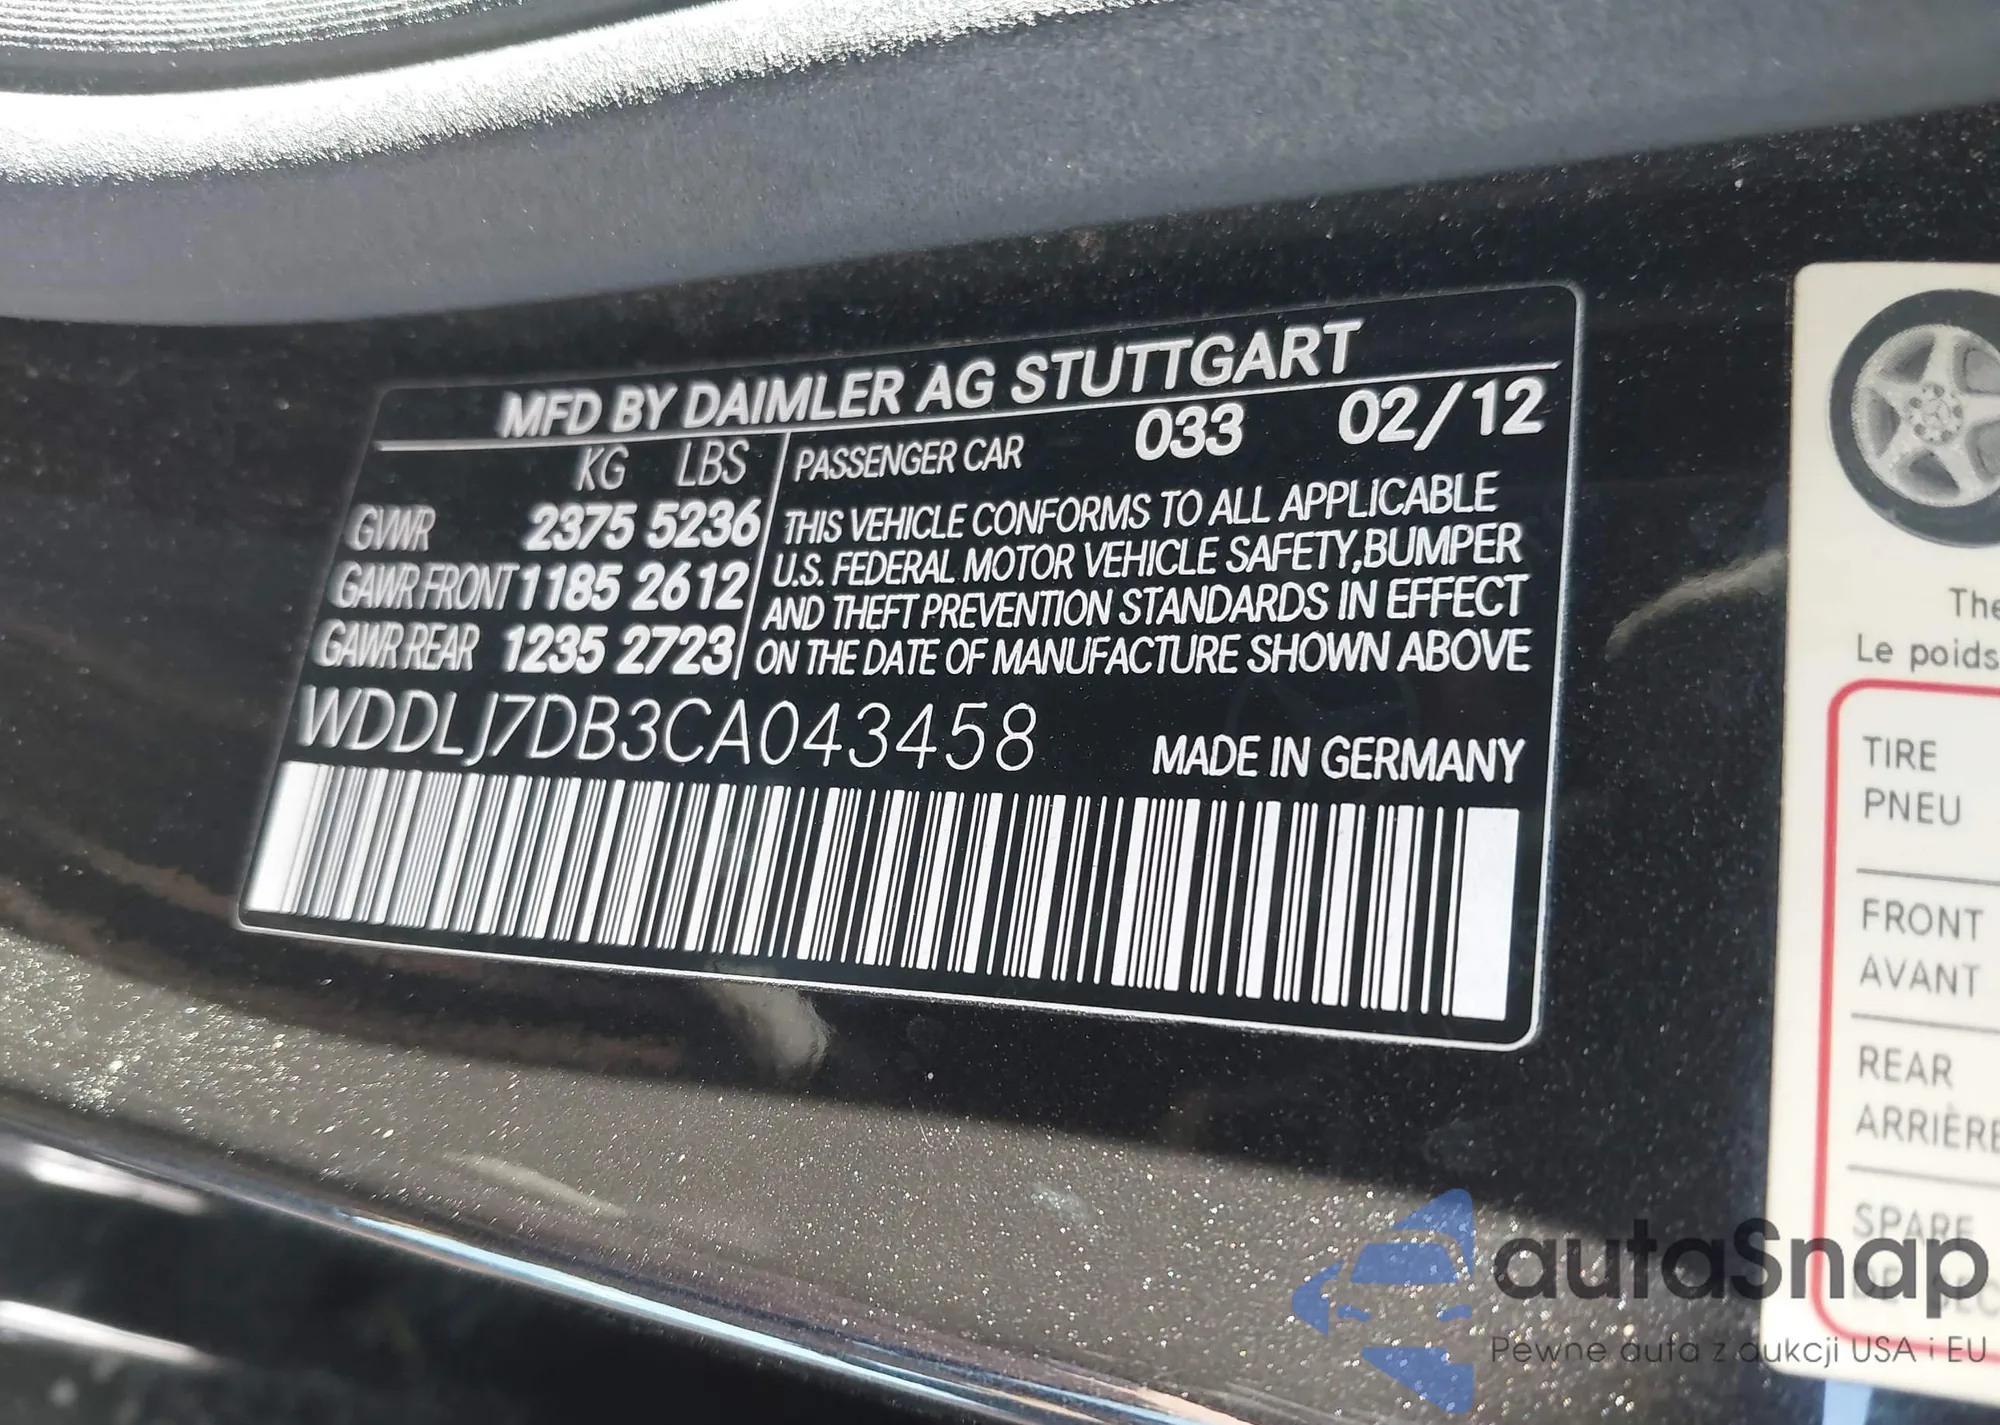 MFD BY DAIMLER AG STUTTGART
KG LBS
PASSENGER CAR 033 02/12
GVWR 2375 5236
GAWR FRONT 1185 2612
GAWR REAR 1235 2723
THIS VEHICLE CONFORMS TO ALL APPLICABLE
U.S. FEDERAL MOTOR VEHICLE SAFETY,BUMPER
AND THEFT PREVENTION STANDARDS IN EFFECT
ON THE DATE OF MANUFACTURE SHOWN ABOVE
WDDLJ7DB3CA043458
MADE IN GERMANY
The
Le poids
TIRE
PNEU
FRONT
AVANT
REAR
ARRIÈRE
SPARE
autaSnap
Pewne auta z aukcji USA i EU